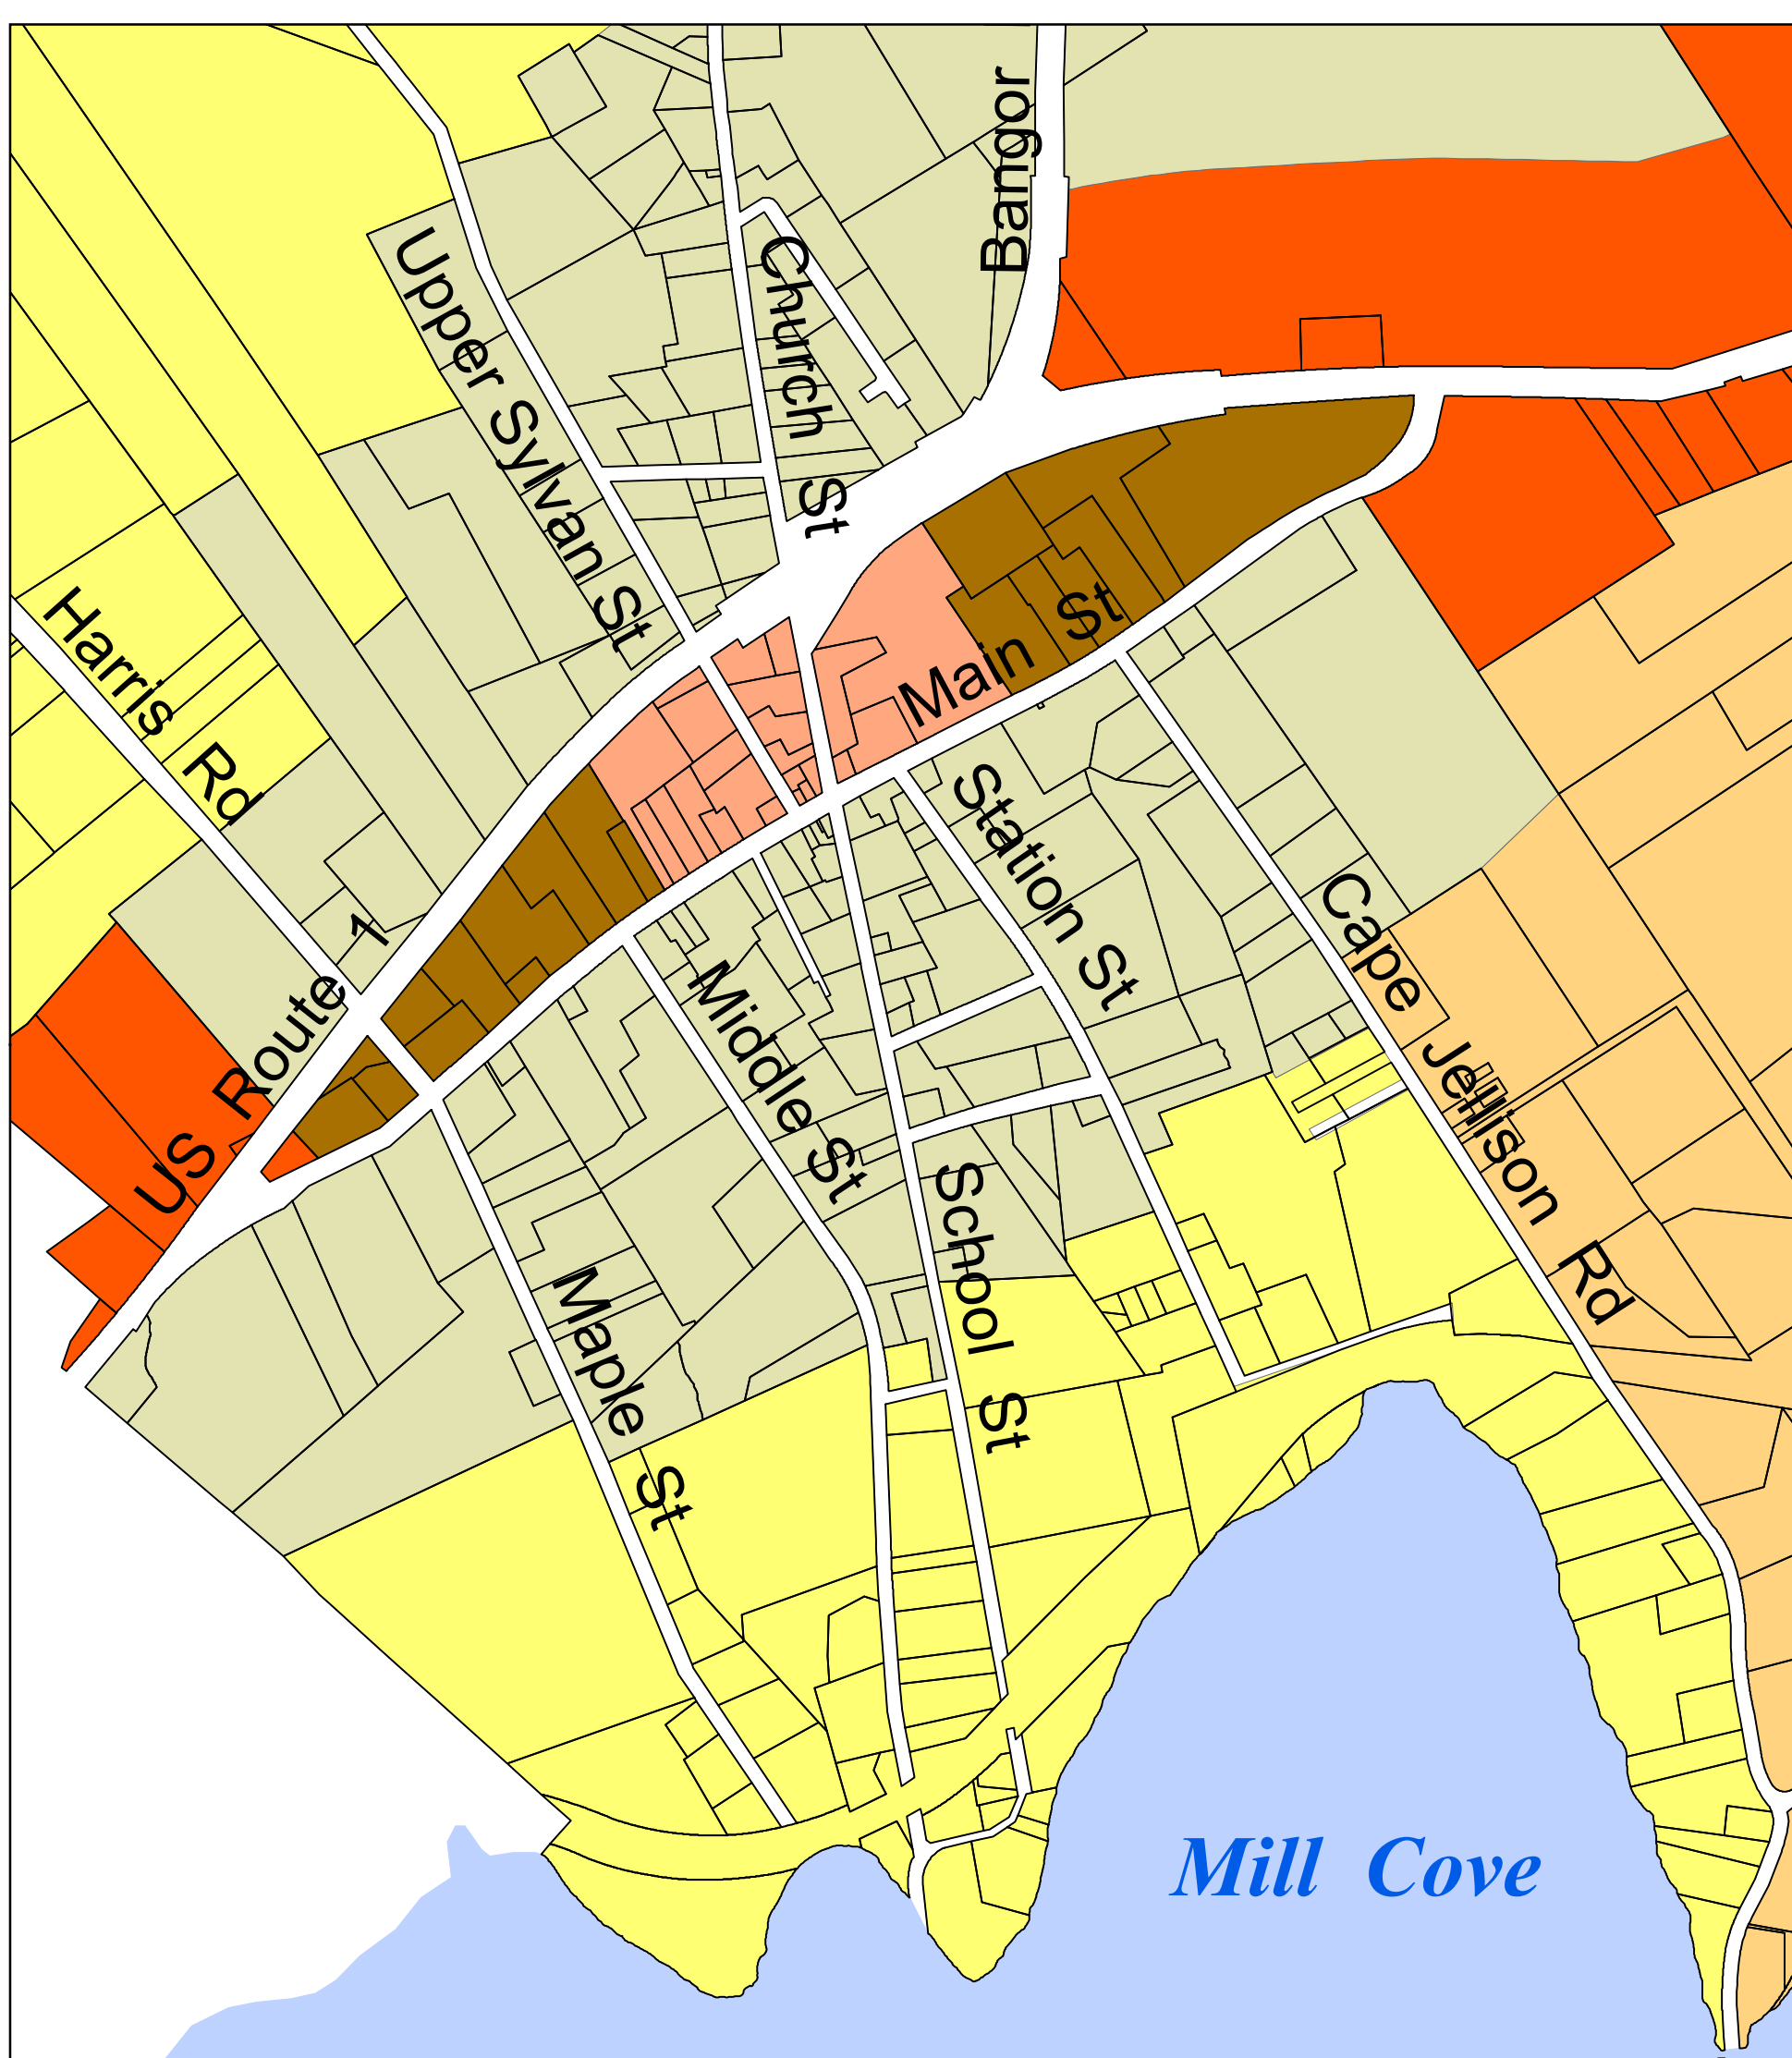 Bangor
Upper Sylvan St
Church St
Harris Rd
Main St
Station St
Cape Jellison Rd
US Route 1
Middle St
School St
Maple St
Mill Cove